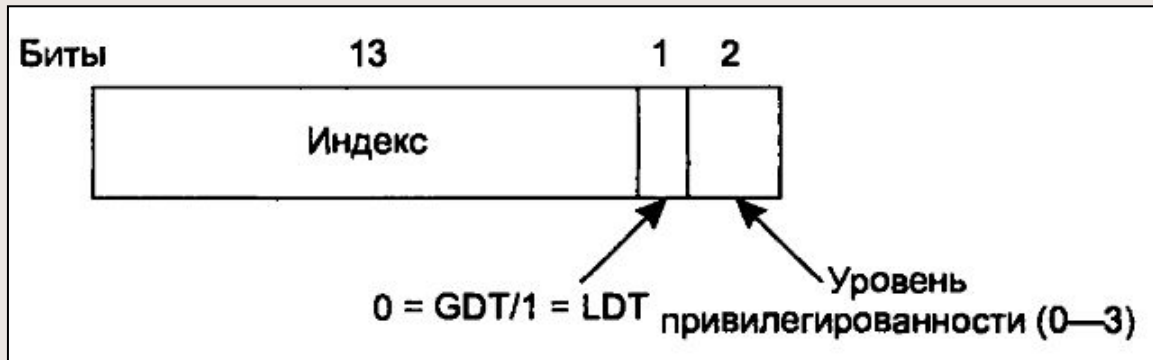 Биты 13 1 2
Индекс
0 = GDT/1 = LDT
Уровень
привилегированности (0—3)